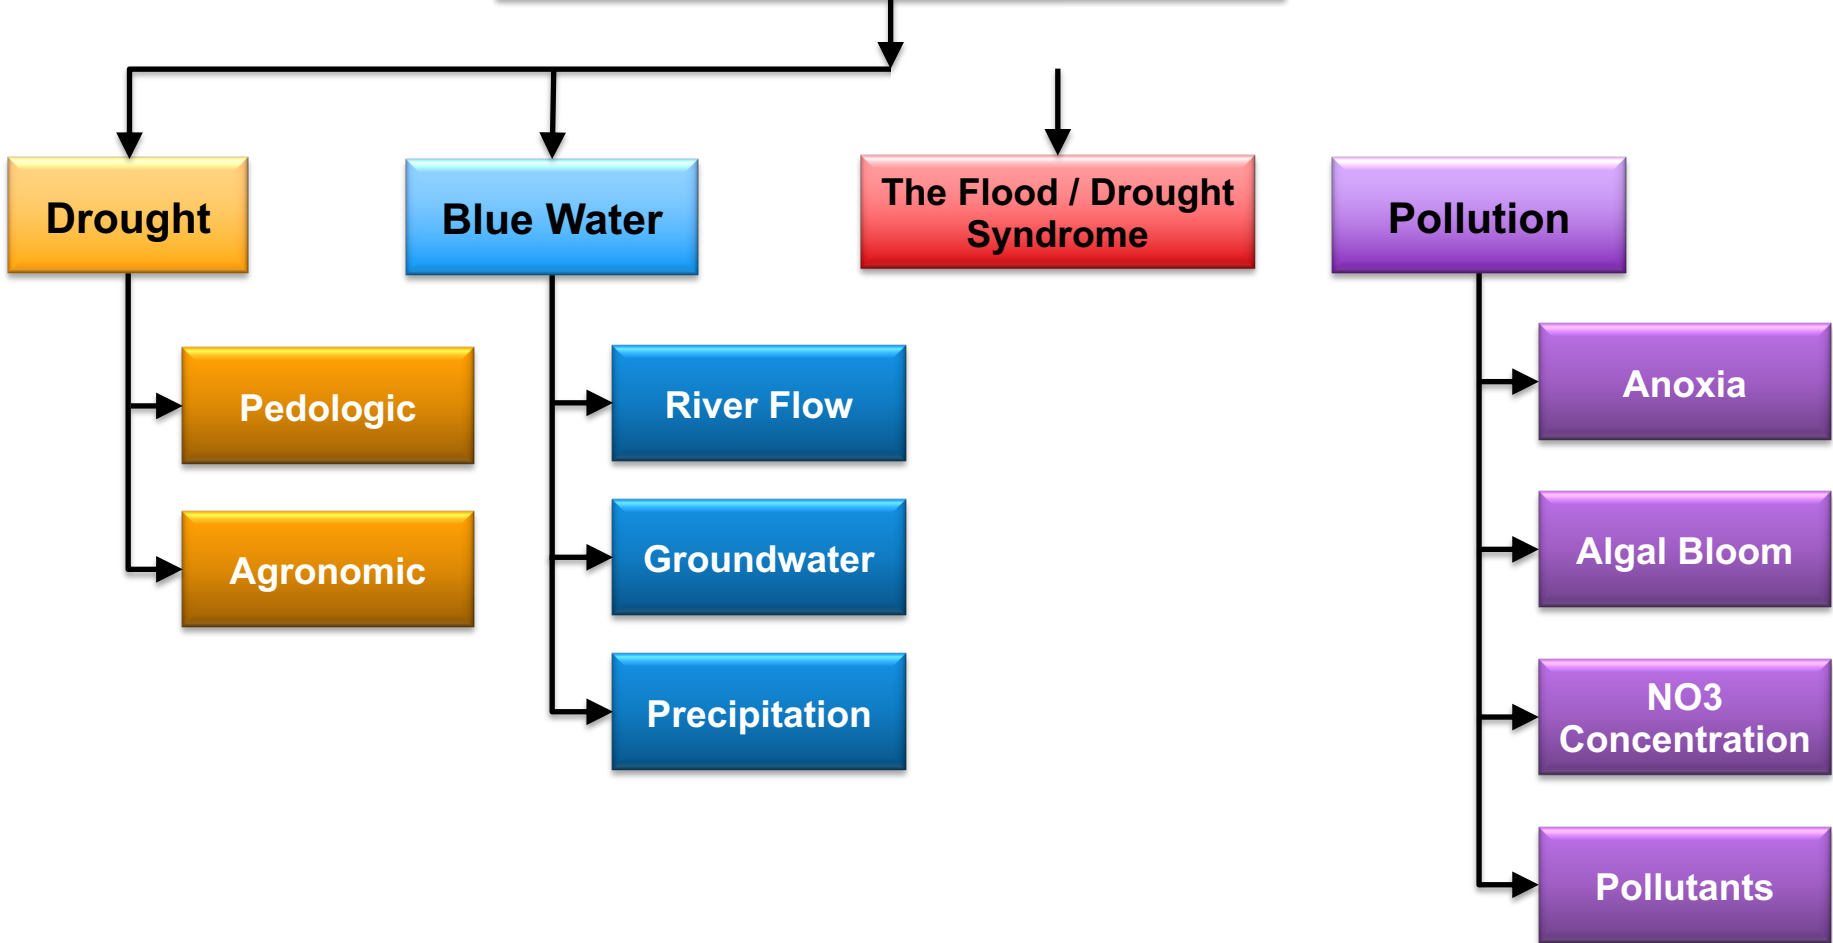 Drought
Blue Water
The Flood / Drought
Syndrome
Pollution
Pedologic
Agronomic
River Flow
Groundwater
Precipitation
Anoxia
Algal Bloom
NO3
Concentration
Pollutants